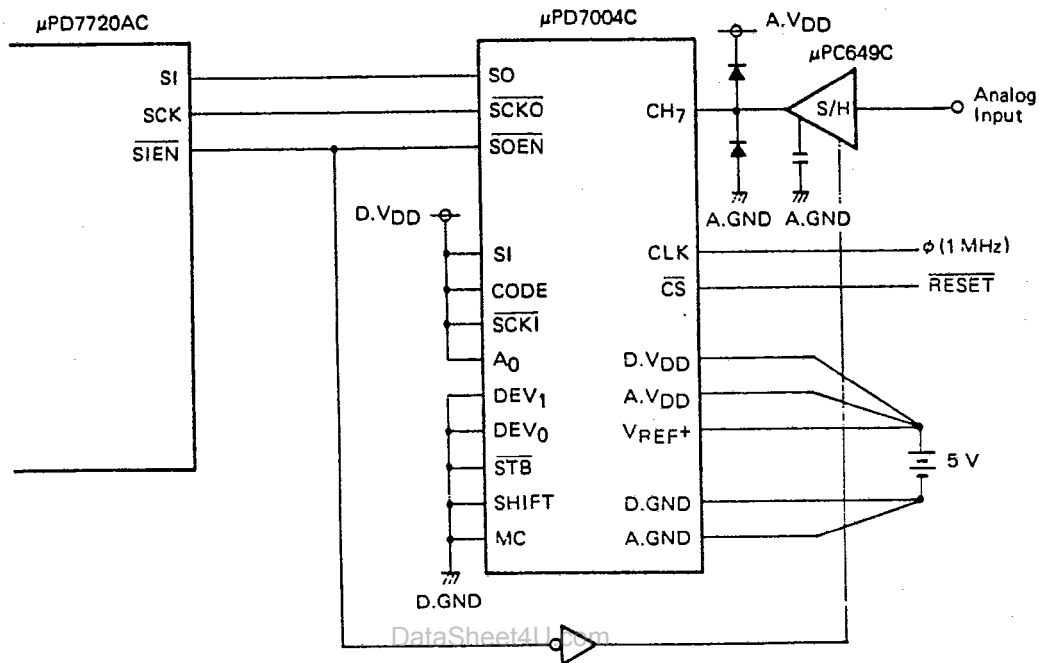 μPD7720AC
μPD7004C
A.VDD
μPC649C
SI
SCK
SIEN
SO
SCKO
SOEN
CH7
S/H
Analog
Input
A.GND
A.GND
D.VDD
SI
CODE
SCKI
A0
DEV1
DEV0
STB
SHIFT
MC
D.GND
CLK
φ (1 MHz)
CS
RESET
D.VDD
A.VDD
VREF+
5 V
D.GND
A.GND
DataSheet4U.com